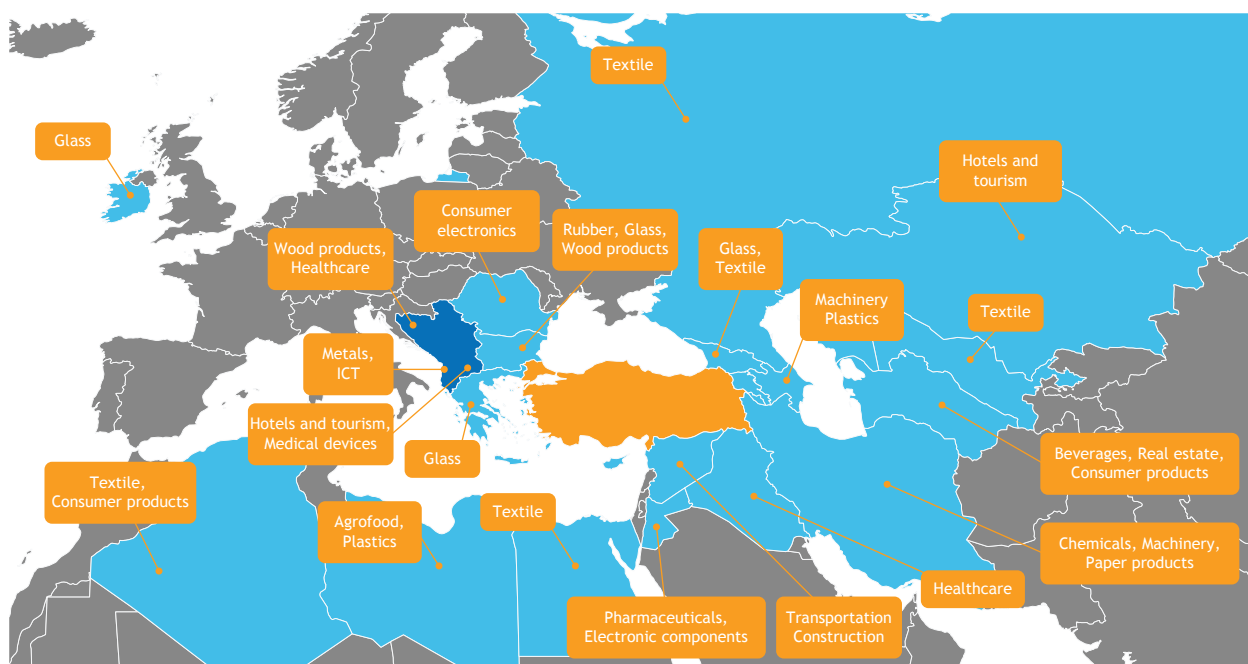 Textile
Glass
Hotels and
tourism
Consumer
electronics
Rubber, Glass,
Wood products
Wood products,
Healthcare
Glass,
Textile
Machinery
Plastics
Textile
Metals,
ICT
Hotels and tourism,
Medical devices
Glass
Beverages, Real estate,
Consumer products
Textile,
Consumer products
Agrofood,
Plastics
Textile
Chemicals, Machinery,
Paper products
Healthcare
Pharmaceuticals,
Electronic components
Transportation
Construction